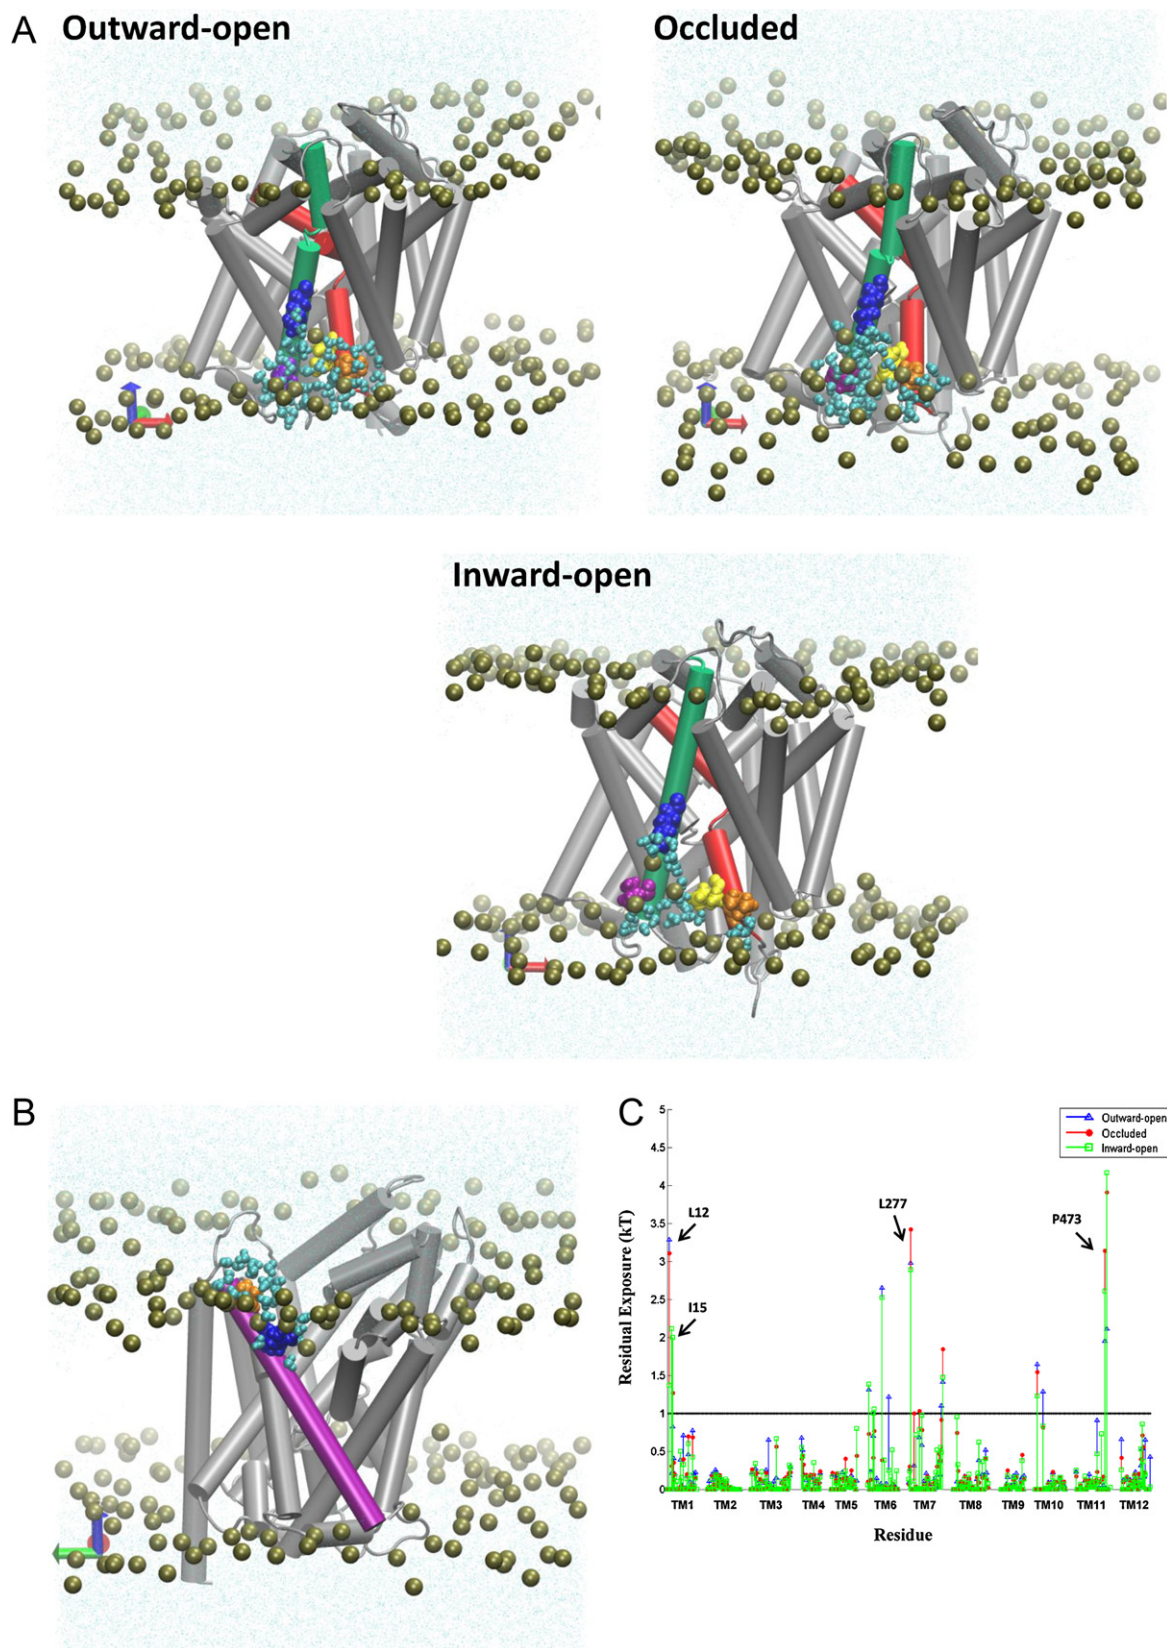 A
Outward-open
Occluded
Inward-open
B
C
5
4.5
4
3.5
3
2.5
2
1.5
1
0.5
0
Residual Exposure (kT)
Outward-open
Occluded
Inward-open
L12
I15
L277
P473
TM1 TM2 TM3 TM4 TM5 TM6 TM7 TM8 TM9 TM10 TM11 TM12
Residue